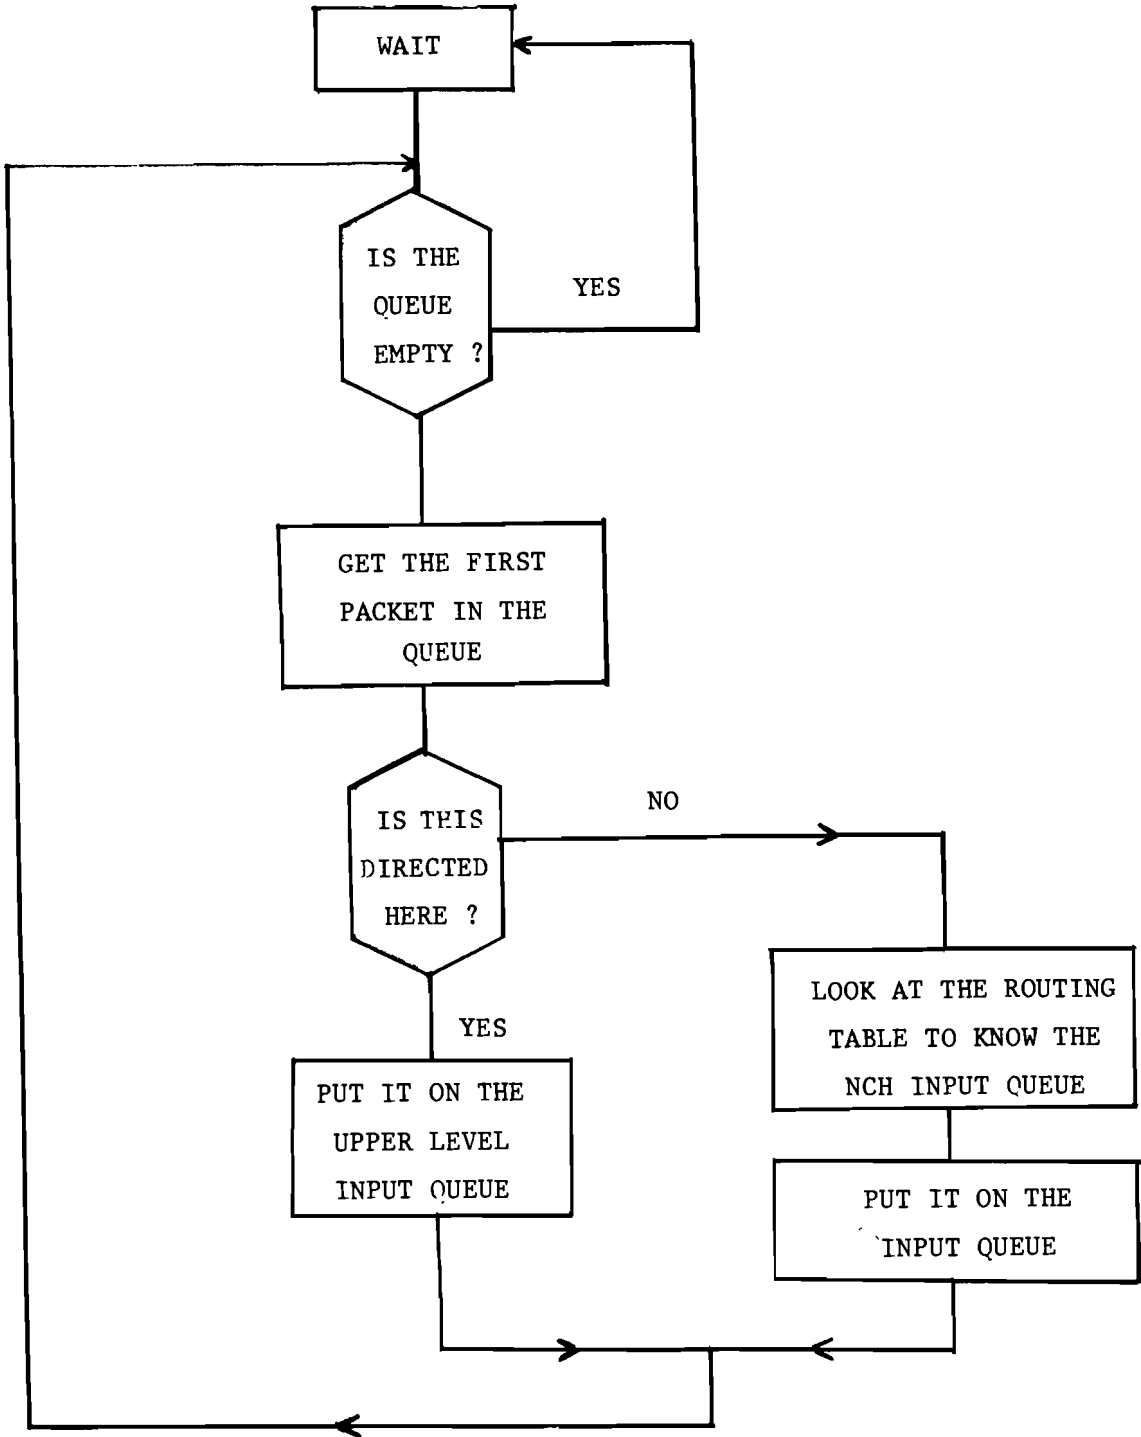 WAIT
IS THE
QUEUE
EMPTY ?
YES
GET THE FIRST
PACKET IN THE
QUEUE
IS THIS
DIRECTED
HERE ?
NO
YES
LOOK AT THE ROUTING
TABLE TO KNOW THE
NCH INPUT QUEUE
PUT IT ON THE
UPPER LEVEL
INPUT QUEUE
PUT IT ON THE
INPUT QUEUE